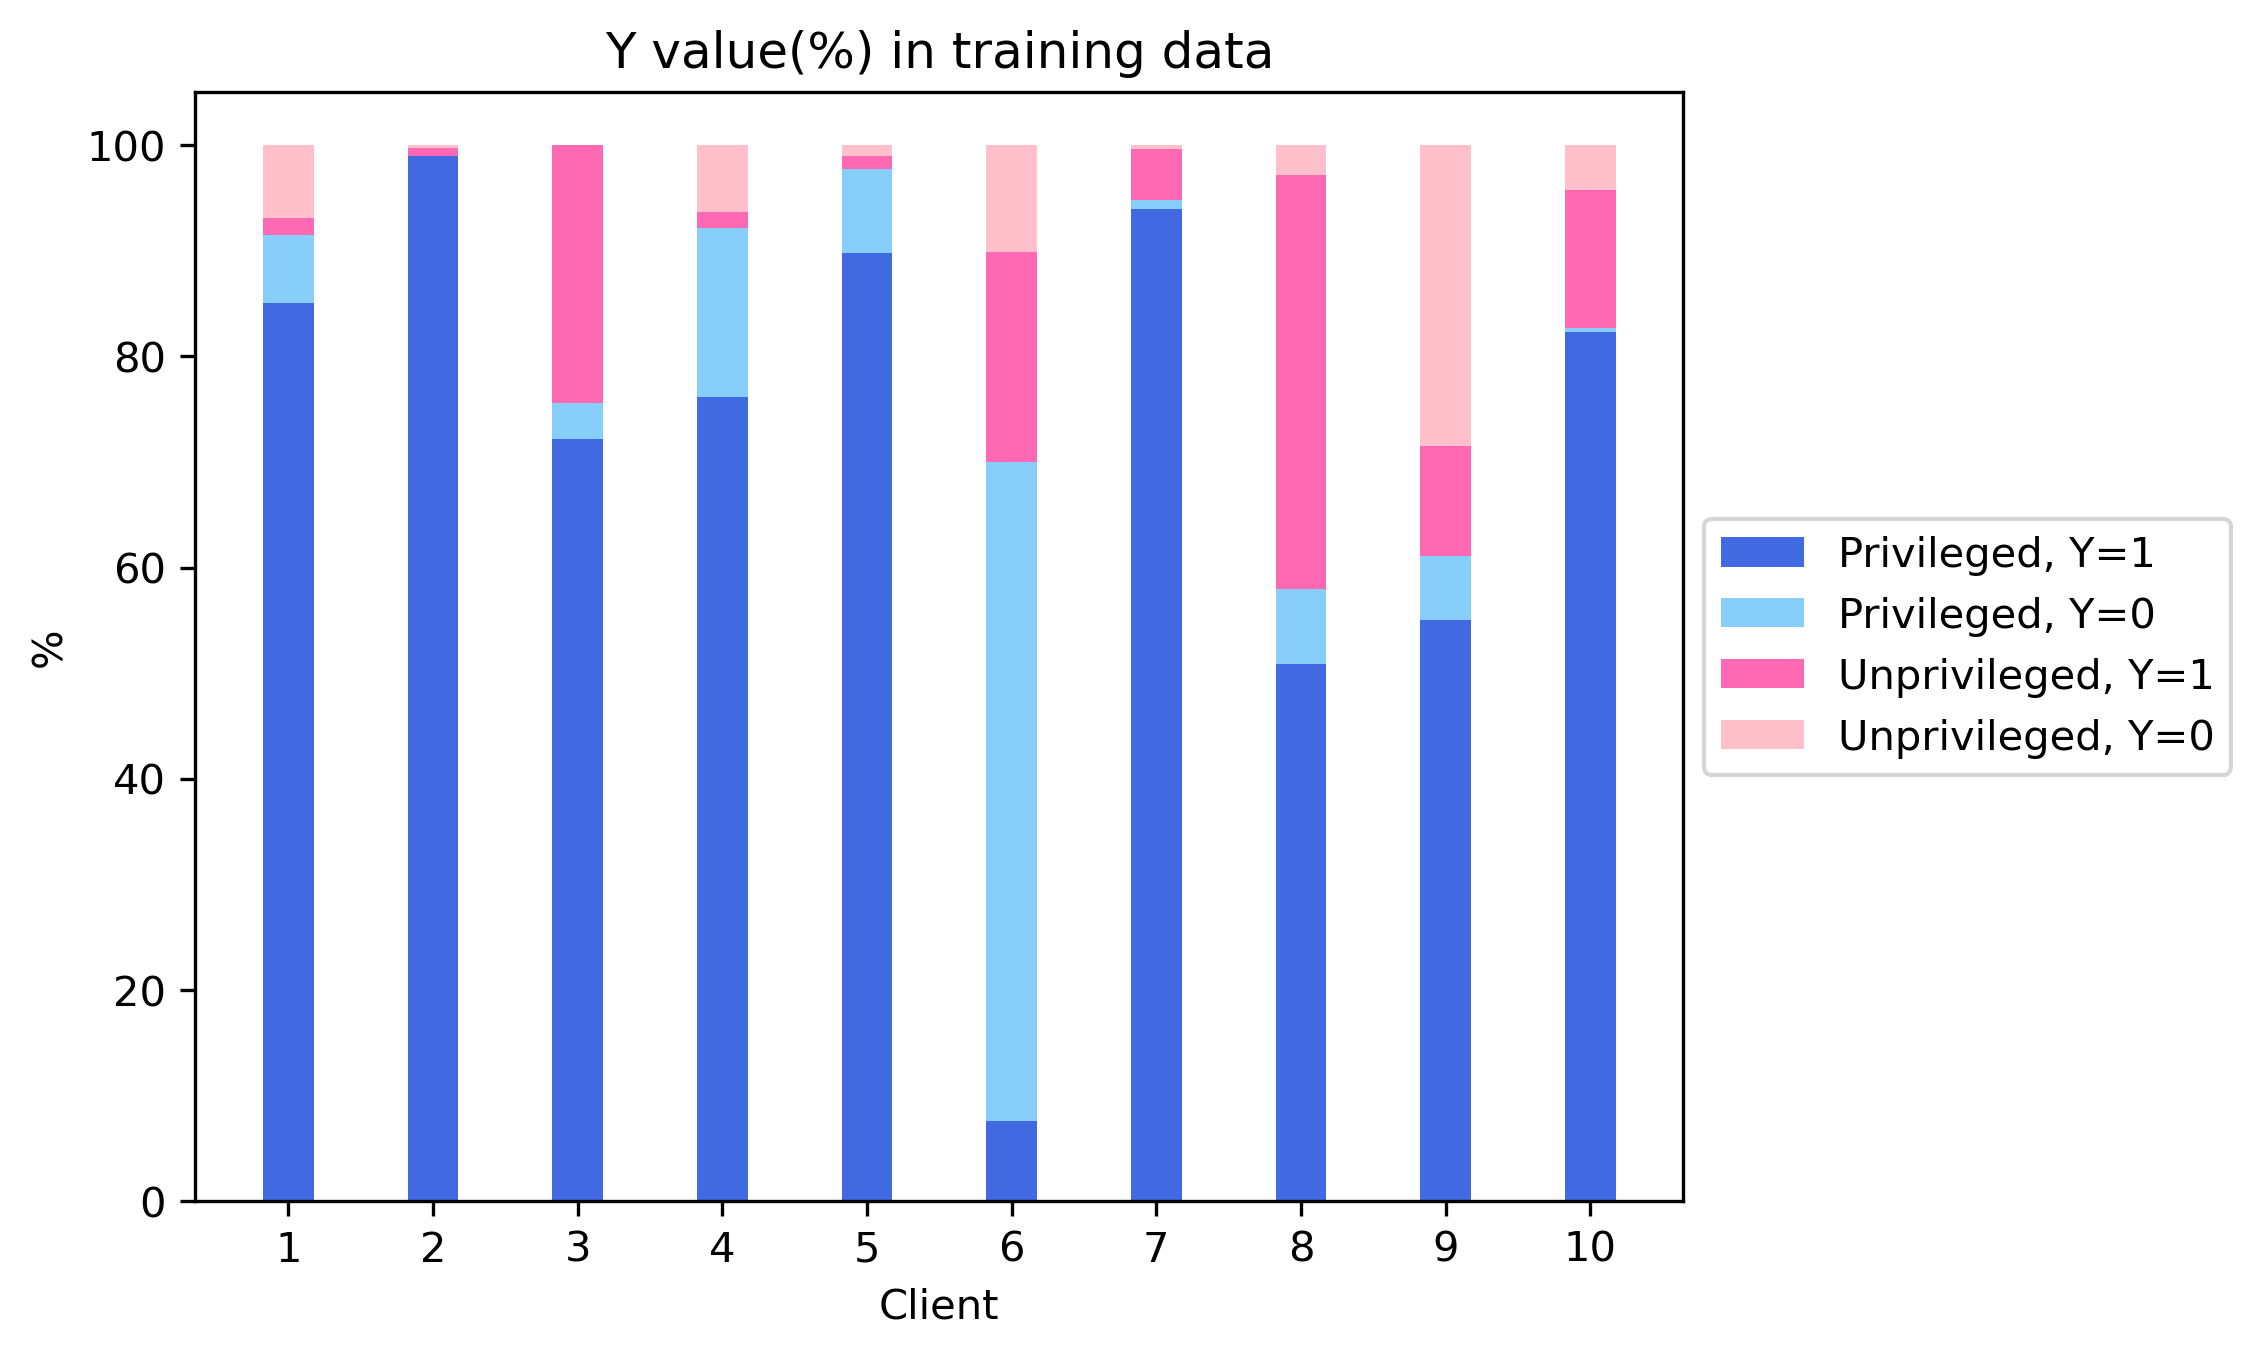 Y value(%) in training data
100
80
60
40
20
0
%
1 2 3 4 5 6 7 8 9 10
Client
Privileged, Y=1
Privileged, Y=0
Unprivileged, Y=1
Unprivileged, Y=0